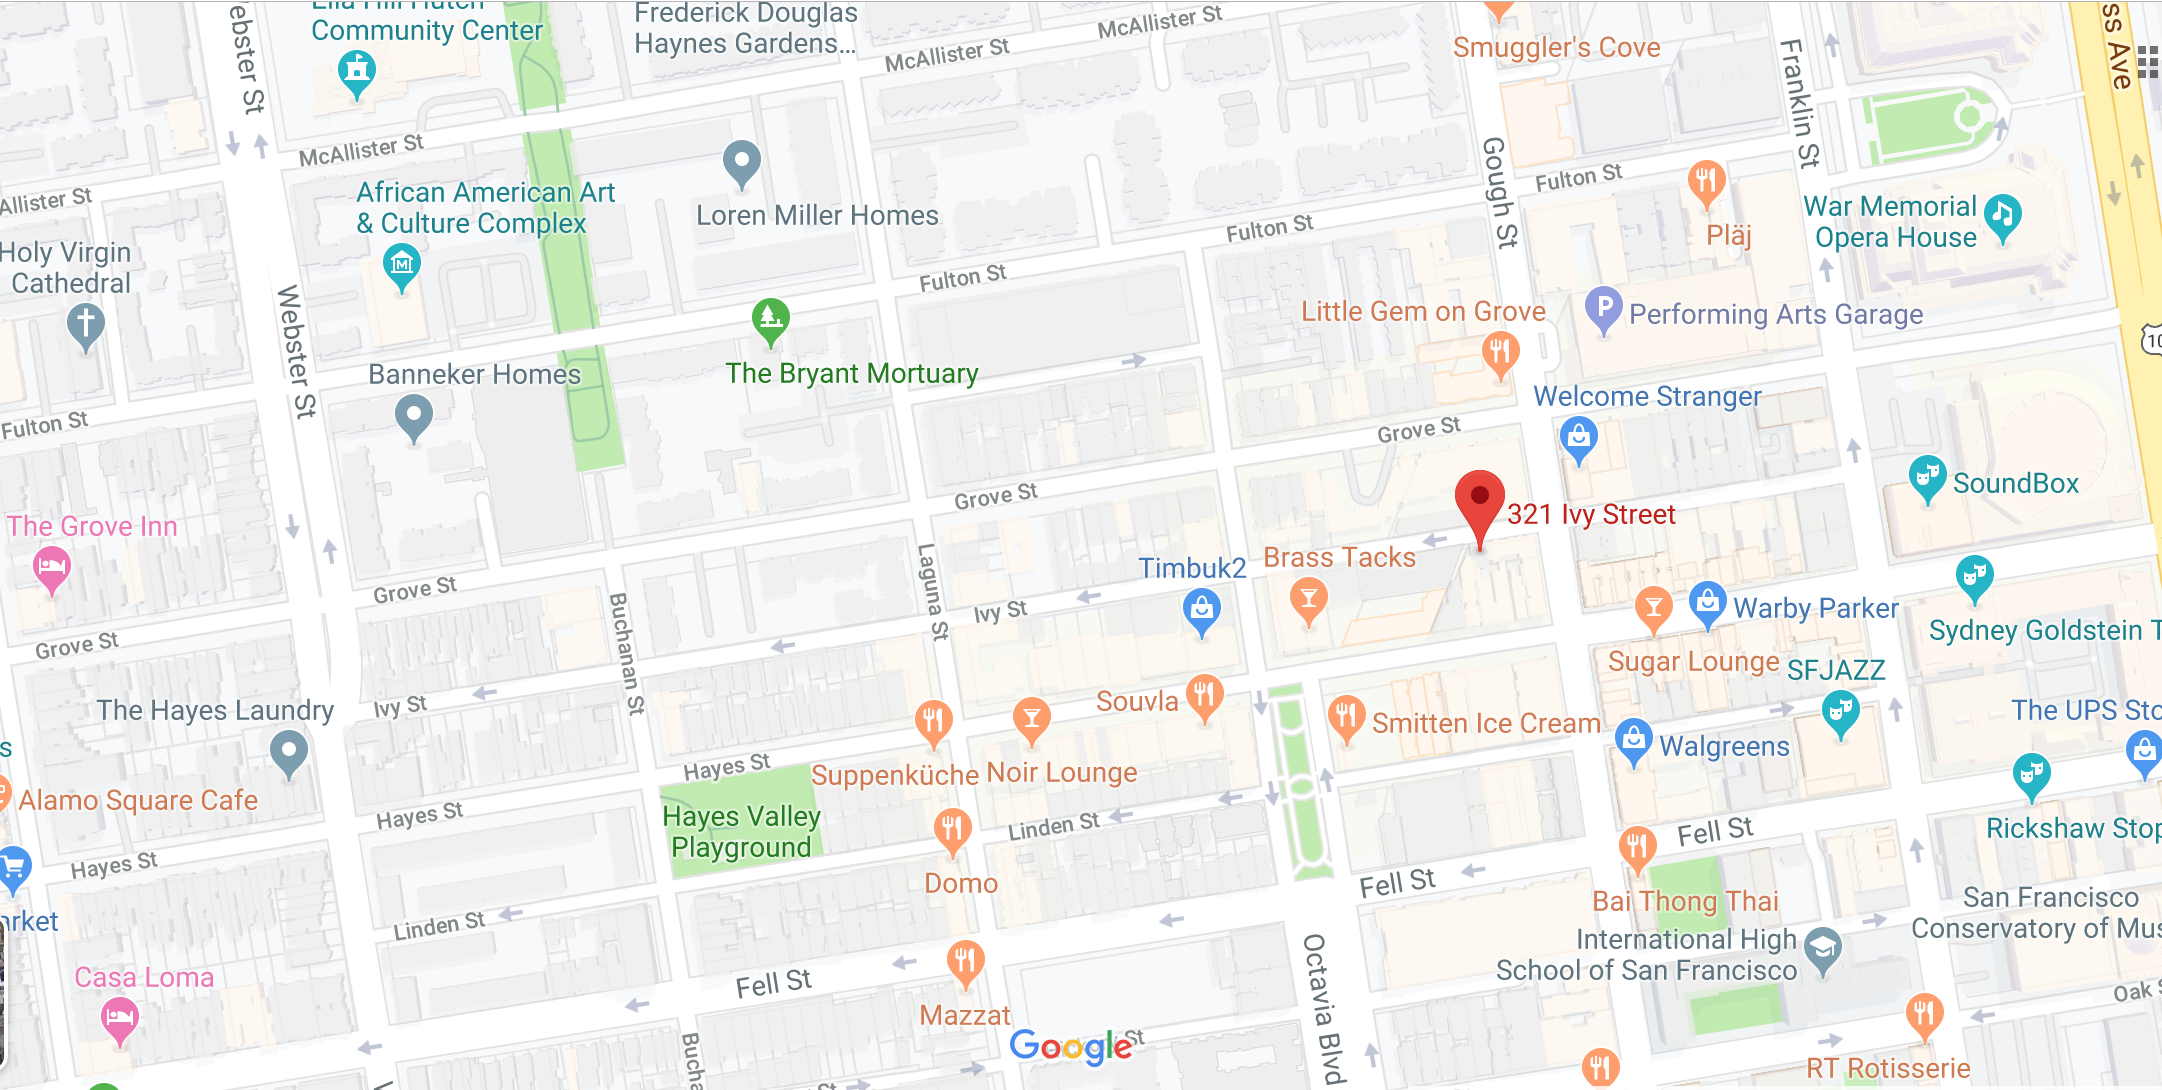 Ella Hill Hutch
Community Center
Frederick Douglas
Haynes Gardens...
McAllister St
McAllister St
Smuggler's Cove
Franklin St
ss Ave
ebster St
McAllister St
Allister St
African American Art
& Culture Complex
Loren Miller Homes
Gough St
Fulton St
Pläj
War Memorial
Opera House
Holy Virgin
Cathedral
Fulton St
Fulton St
Webster St
Little Gem on Grove
Performing Arts Garage
10
Banneker Homes
The Bryant Mortuary
Welcome Stranger
Fulton St
Grove St
Grove St
SoundBox
321 Ivy Street
The Grove Inn
Grove St
Laguna St
Timbuk2
Brass Tacks
Ivy St
Warby Parker
Buchanan St
Grove St
Sydney Goldstein T
Sugar Lounge
SFJAZZ
The Hayes Laundry
Ivy St
Souvla
Smitten Ice Cream
The UPS Sto
Walgreens
s
Hayes St
Suppenküche
Noir Lounge
Alamo Square Cafe
Hayes St
Hayes Valley
Playground
Linden St
Fell St
Rickshaw Stop
Hayes St
Domo
Fell St
Bai Thong Thai
San Francisco
Conservatory of Mus
arket
Linden St
International High
School of San Francisco
Casa Loma
Fell St
Octavia Blvd
Mazzat
Oak S
Bucha
Google
St
RT Rotisserie
St